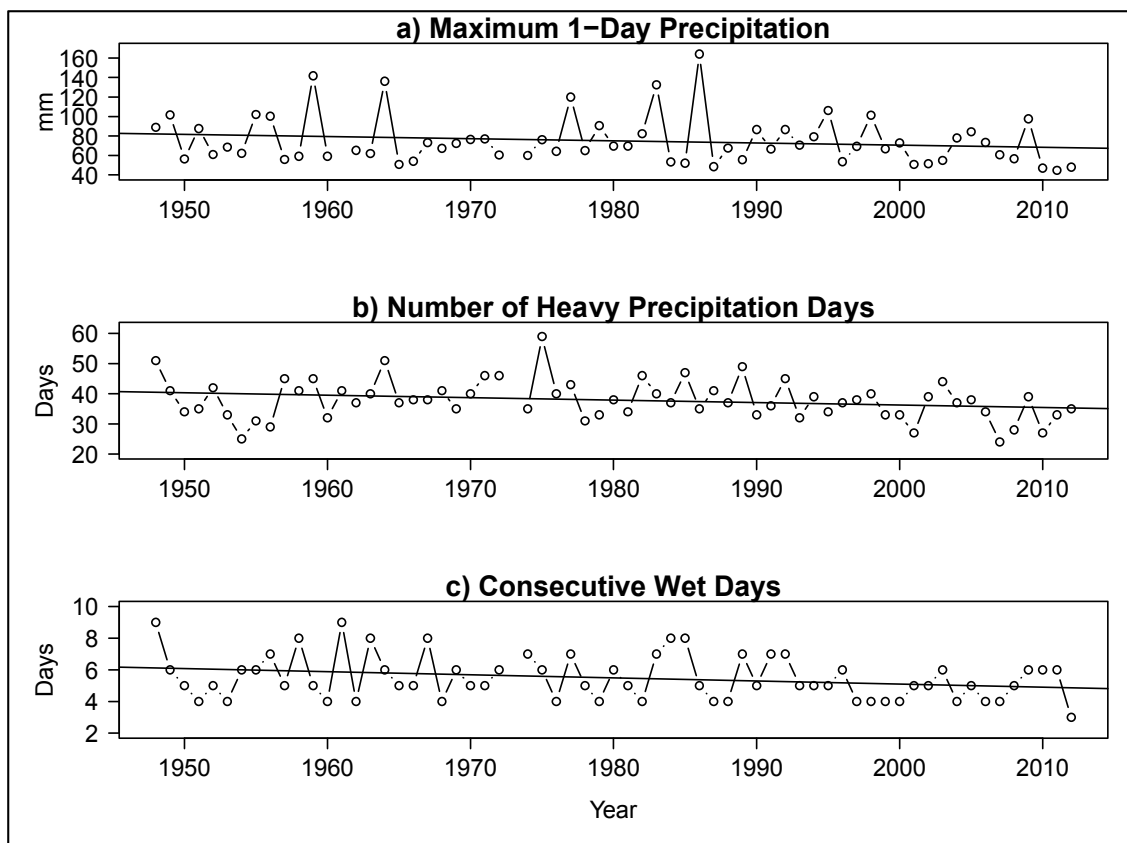 a) Maximum 1−Day Precipitation
mm
160
140
120
100
80
60
40
1950 1960 1970 1980 1990 2000 2010
b) Number of Heavy Precipitation Days
Days
60
50
40
30
20
1950 1960 1970 1980 1990 2000 2010
c) Consecutive Wet Days
Days
10
8
6
4
2
1950 1960 1970 1980 1990 2000 2010
Year